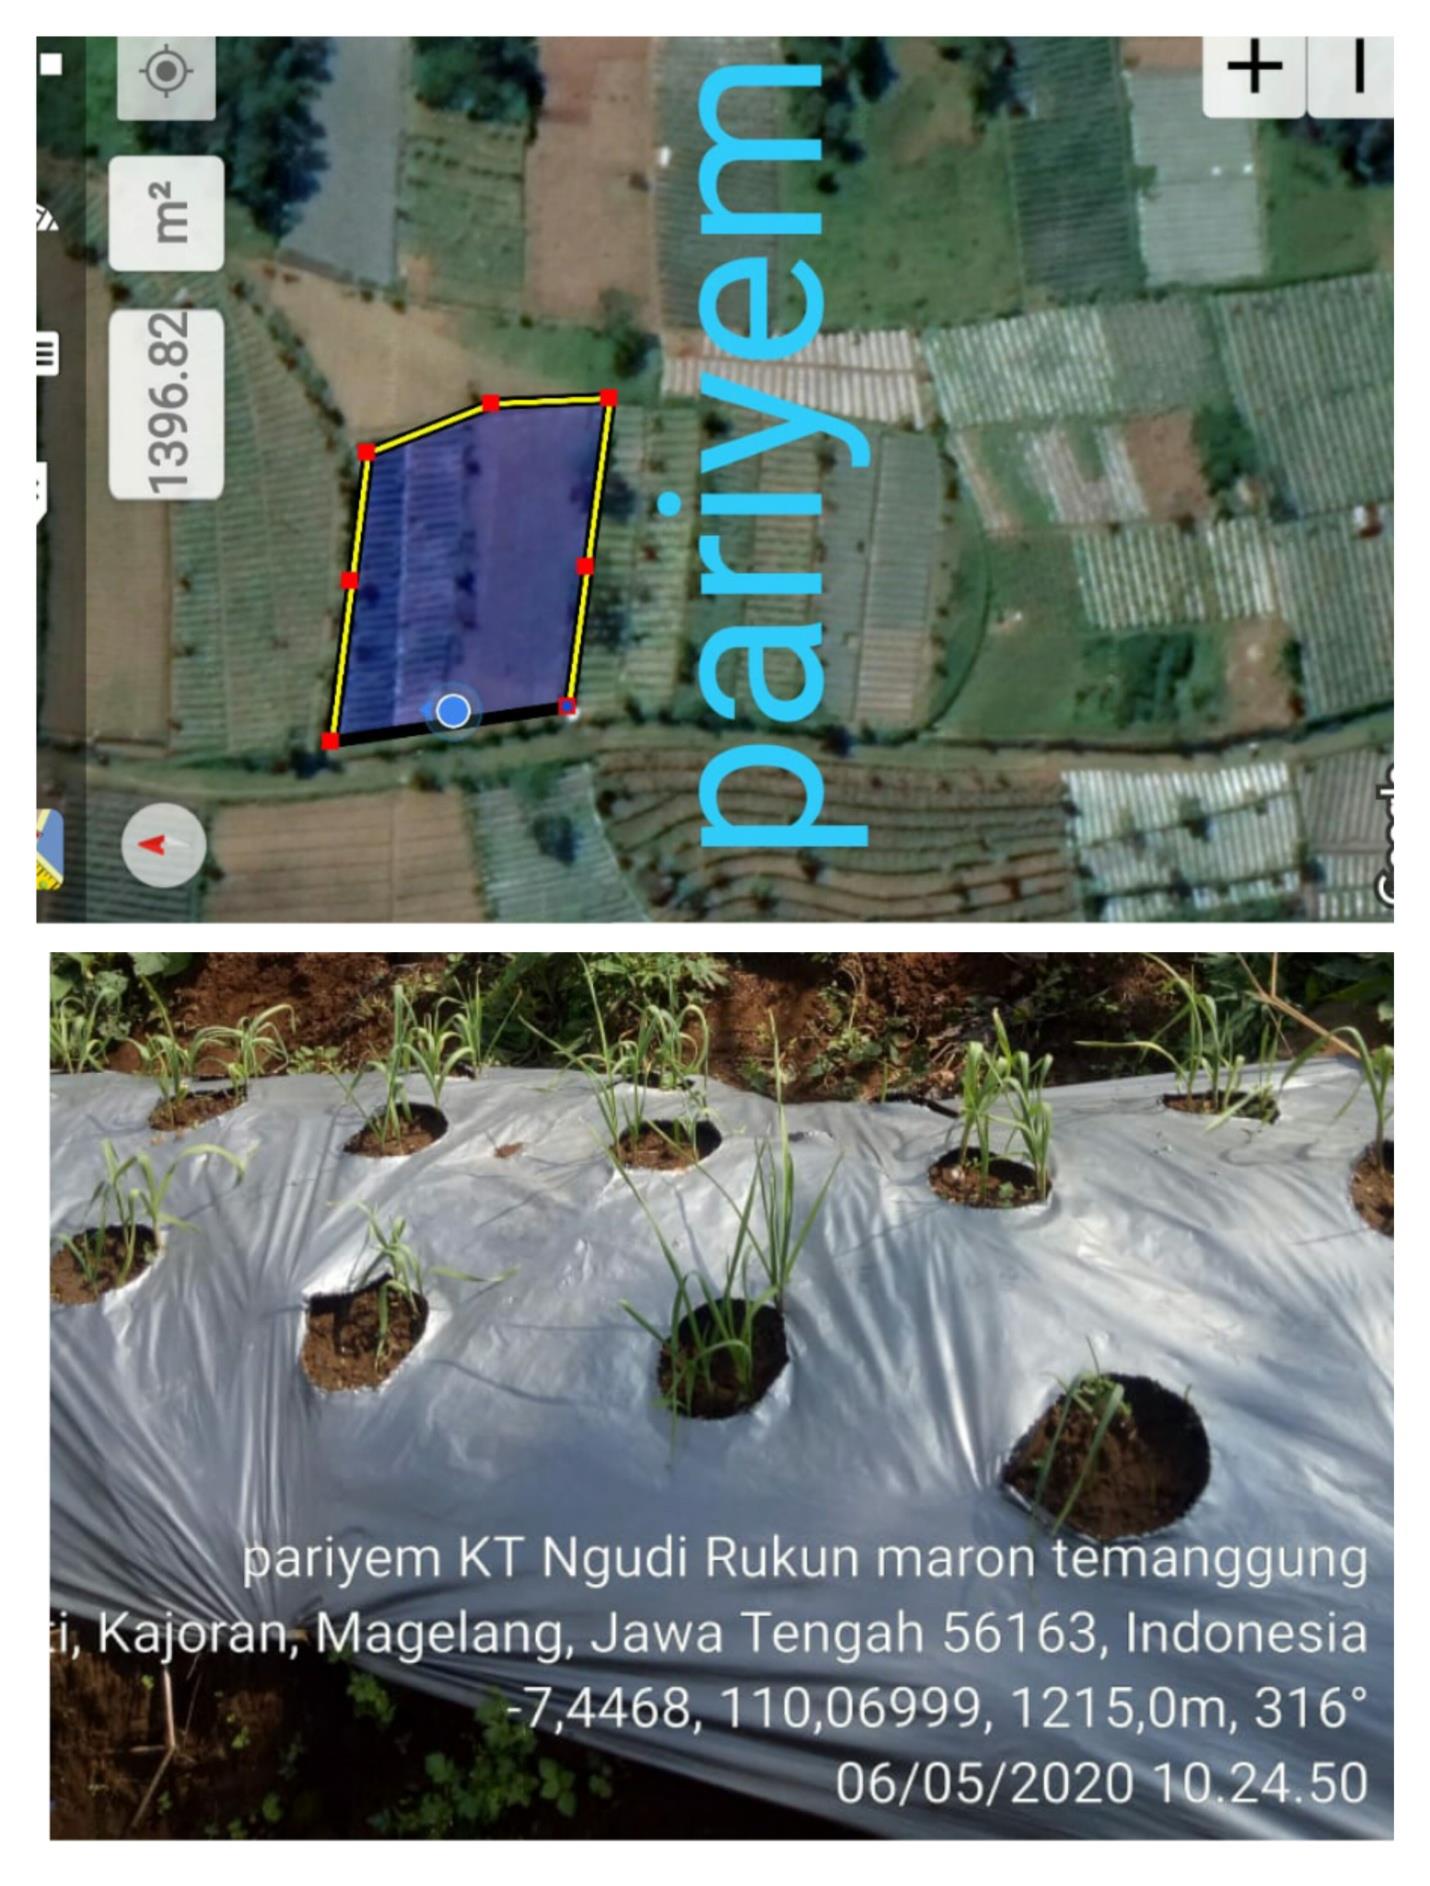 m²
1396.82
pariyem
pariyem KT Ngudi Rukun maron temanggung
Kajoran, Magelang, Jawa Tengah 56163, Indonesia
-7,4468, 110,06999, 1215,0m, 316°
06/05/2020 10.24.50